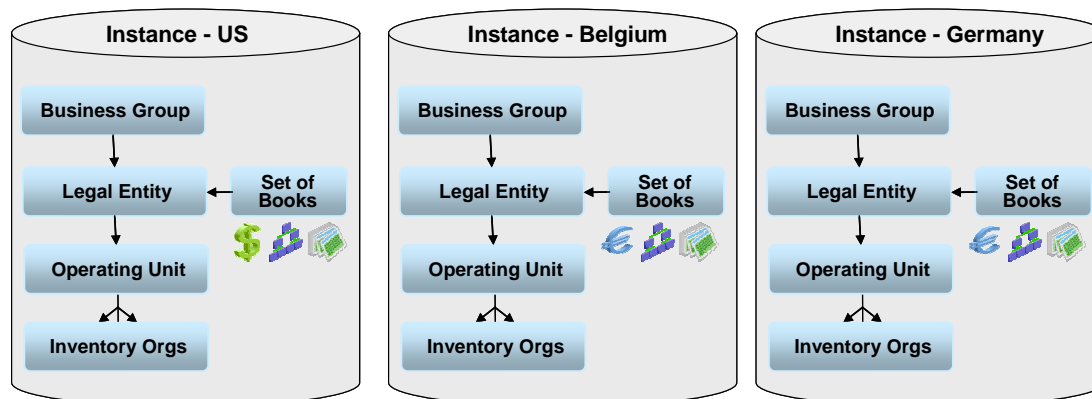 Instance - US
Business Group
Legal Entity
Set of
Books
$
Operating Unit
Inventory Orgs
Instance - Belgium
Business Group
Legal Entity
Set of
Books
€
Operating Unit
Inventory Orgs
Instance - Germany
Business Group
Legal Entity
Set of
Books
€
Operating Unit
Inventory Orgs